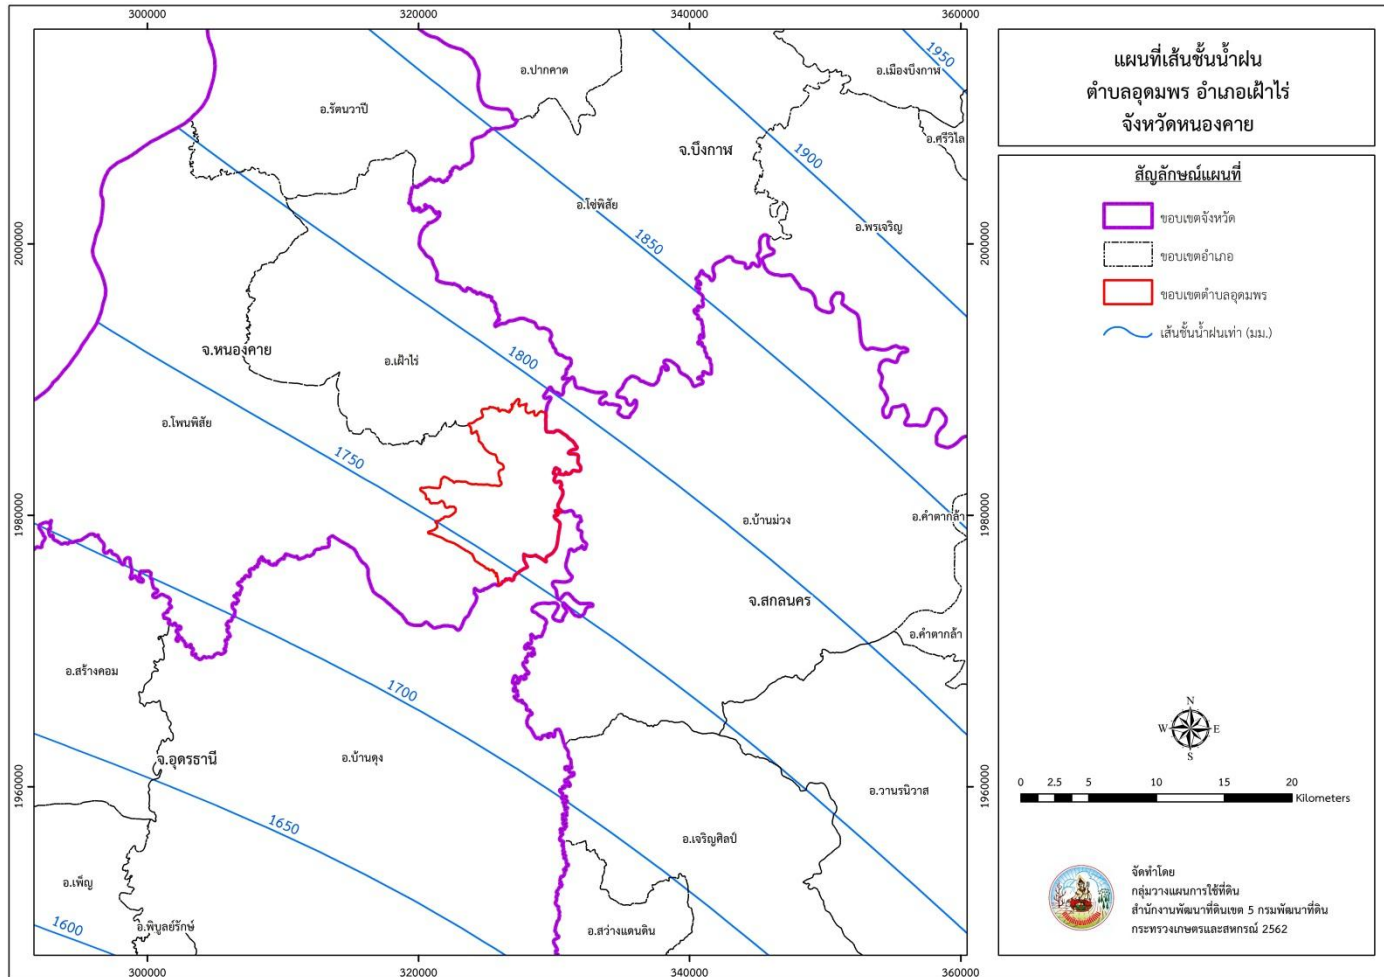 300000
320000
340000
360000
แผนที่เส้นชั้นน้ำฝน
ตำบลอุดมพร อำเภอเฝ้าไร่
จังหวัดหนองคาย
สัญลักษณ์แผนที่
ขอบเขตจังหวัด
ขอบเขตอำเภอ
ขอบเขตตำบลอุดมพร
เส้นชั้นน้ำฝนเท่า (มม.)
1950
อ.ปากคาด
อ.เมืองบึงกาฬ
อ.รัตนวาปี
อ.ศรีวิไล
จ.บึงกาฬ
1900
อ.โซ่พิสัย
อ.พรเจริญ
1850
2000000
2000000
จ.หนองคาย
อ.เฝ้าไร่
1800
อ.โพนพิสัย
1750
1980000
1980000
อ.บ้านม่วง
อ.คำตากล้า
จ.สกลนคร
อ.คำตากล้า
อ.สร้างคอม
1700
จ.อุดรธานี
อ.บ้านดุง
1960000
1960000
อ.วานรนิวาส
1650
อ.เจริญศิลป์
อ.เพ็ญ
1600
อ.พิบูลย์รักษ์
อ.สว่างแดนดิน
N
W
E
S
0 2.5 5 10 15 20
Kilometers
จัดทำโดย
กลุ่มวางแผนการใช้ที่ดิน
สำนักงานพัฒนาที่ดินเขต 5 กรมพัฒนาที่ดิน
กระทรวงเกษตรและสหกรณ์ 2562
300000
320000
340000
360000